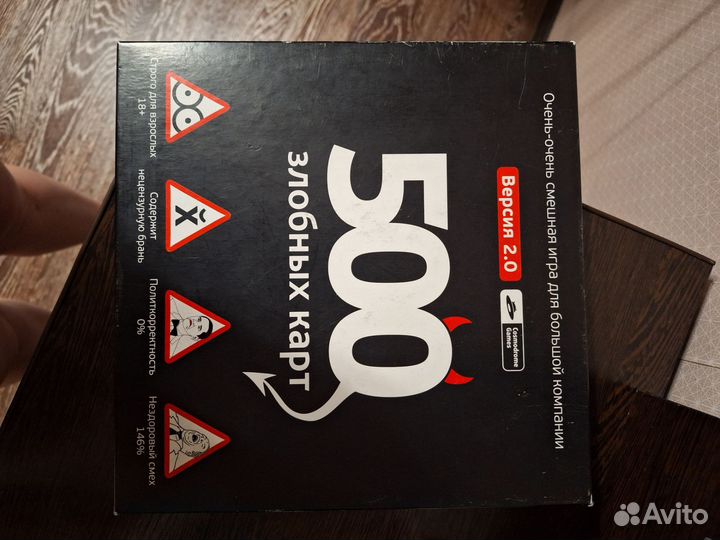 Очень-очень смешная игра для большой компании
Версия 2.0
Cosmodrome
Games
500
злобных карт
Строго для взрослых
18+
Содержит
нецензурную брань
Политкорректность
0%
Нездоровый смех
146%
Avito